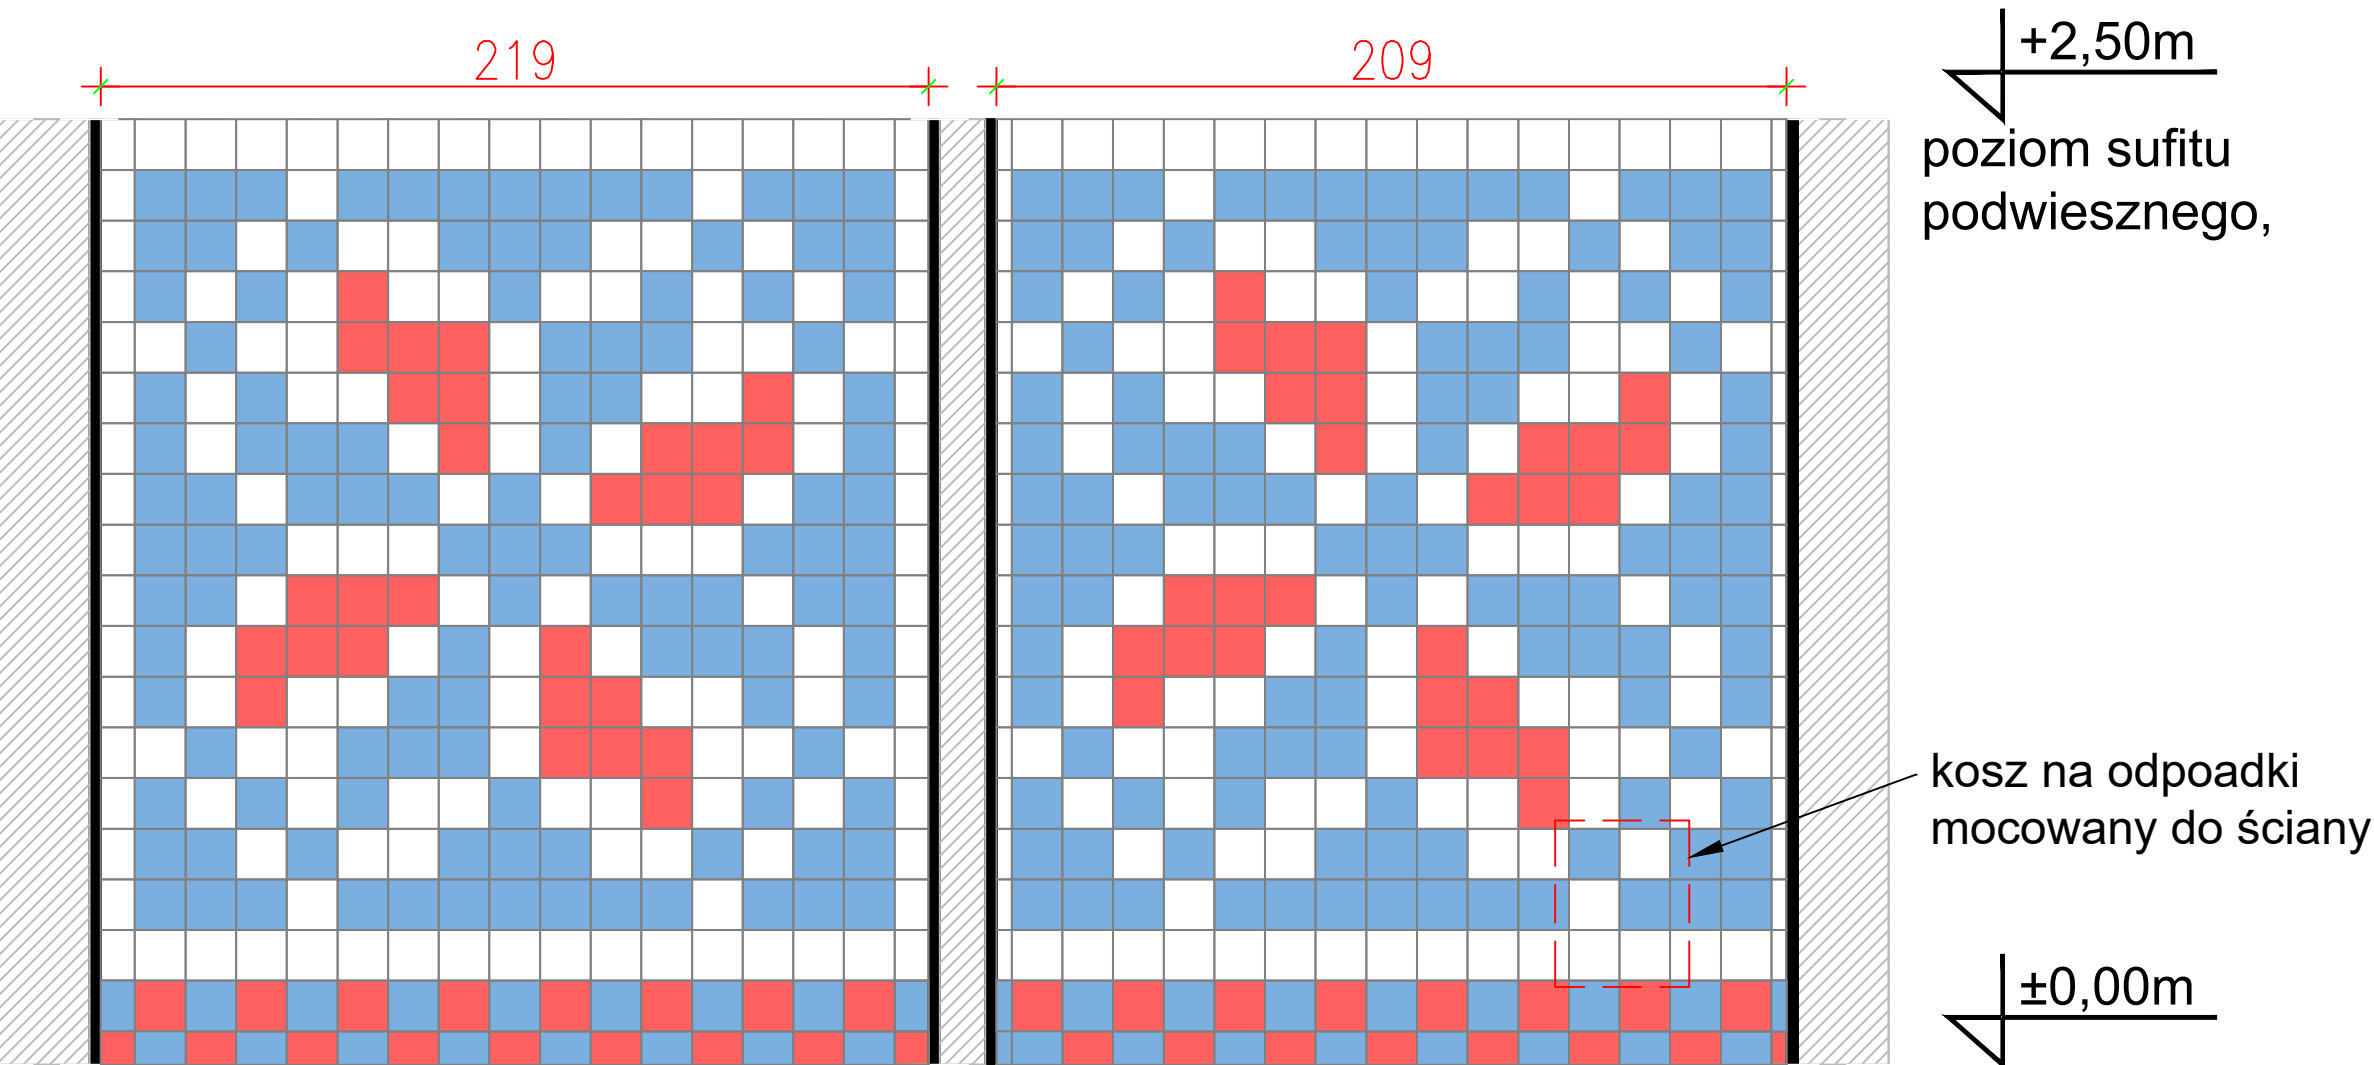 219
209
+2,50m
poziom sufitu
podwiesznego,
kosz na odpoadki
mocowany do ściany
±0,00m